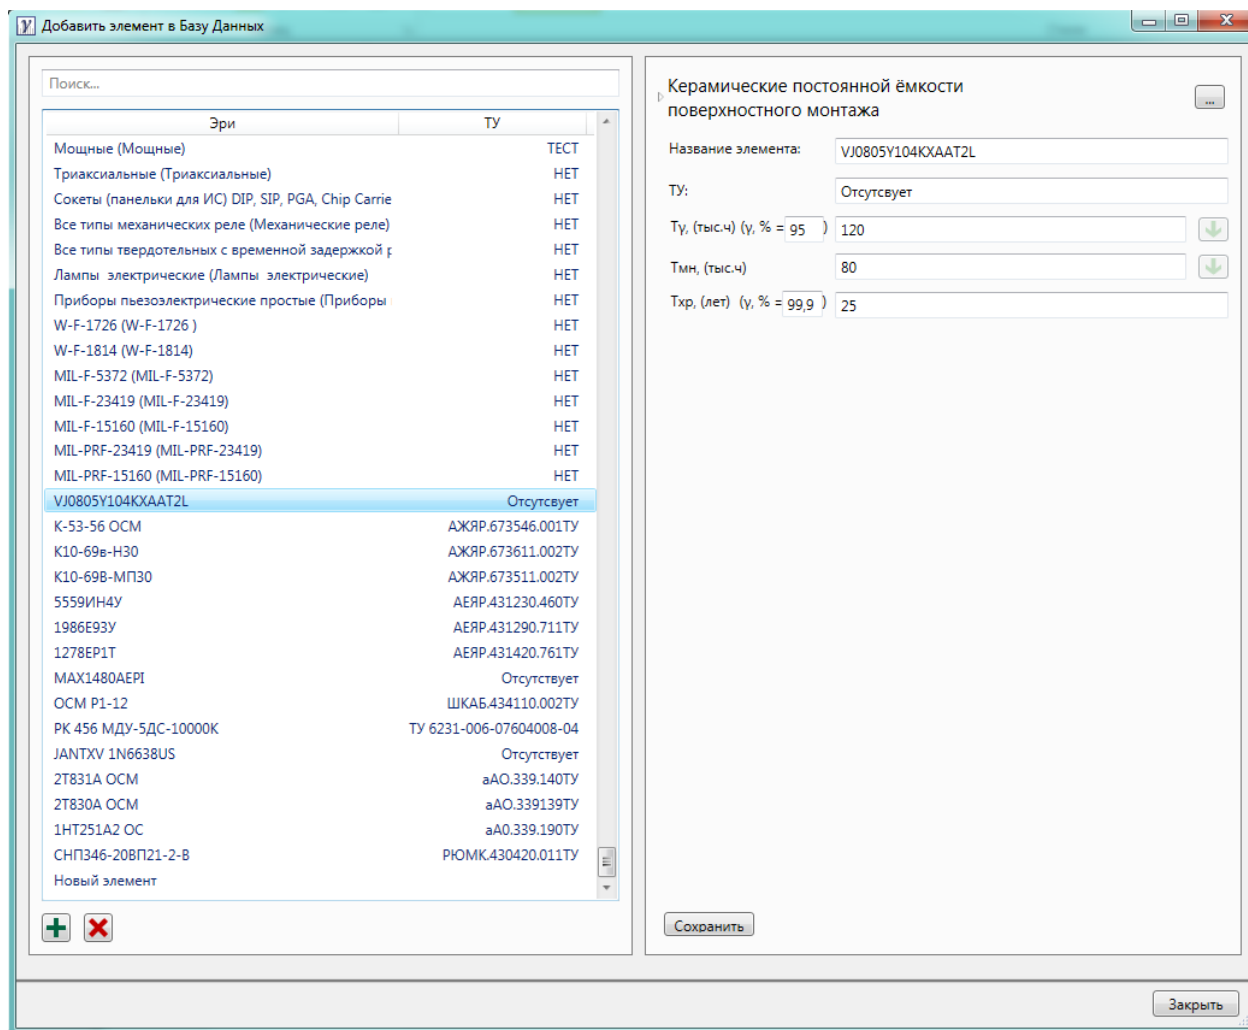 Добавить элемент в Базу Данных
Поиск...
Эри ТУ
Мощные (Мощные) ТЕСТ
Триаксиальные (Триаксиальные) НЕТ
Сокеты (панельки для ИС) DIP, SIP, PGA, Chip Carrie НЕТ
Все типы механических реле (Механические реле) НЕТ
Все типы твердотельных с временной задержкой р НЕТ
Лампы электрические (Лампы электрические) НЕТ
Приборы пьезоэлектрические простые (Приборы НЕТ
W-F-1726 (W-F-1726 ) НЕТ
W-F-1814 (W-F-1814) НЕТ
MIL-F-5372 (MIL-F-5372) НЕТ
MIL-F-23419 (MIL-F-23419) НЕТ
MIL-F-15160 (MIL-F-15160) НЕТ
MIL-PRF-23419 (MIL-PRF-23419) НЕТ
MIL-PRF-15160 (MIL-PRF-15160) НЕТ
VJ0805Y104KXAAT2L Отсутсвует
К-53-56 ОСМ АЖЯР.673546.001ТУ
К10-69в-Н30 АЖЯР.673611.002ТУ
К10-69В-МП30 АЖЯР.673511.002ТУ
5559ИН4У АЕЯР.431230.460ТУ
1986Е93У АЕЯР.431290.711ТУ
1278ЕР1Т АЕЯР.431420.761ТУ
MAX1480AEPI Отсутствует
ОСМ Р1-12 ШКАБ.434110.002ТУ
РК 456 МДУ-5ДС-10000К ТУ 6231-006-07604008-04
JANTXV 1N6638US Отсутствует
2Т831А ОСМ аАО.339.140ТУ
2Т830А ОСМ аАО.339139ТУ
1НТ251А2 ОС аА0.339.190ТУ
СНП346-20ВП21-2-В РЮМК.430420.011ТУ
Новый элемент
Керамические постоянной ёмкости
поверхностного монтажа
...
Название элемента: VJ0805Y104KXAAT2L
ТУ: Отсутсвует
Тγ, (тыс.ч) (γ, % = 95 ) 120
Тмн, (тыс.ч) 80
Тхр, (лет) (γ, % = 99,9 ) 25
Сохранить
Закрыть